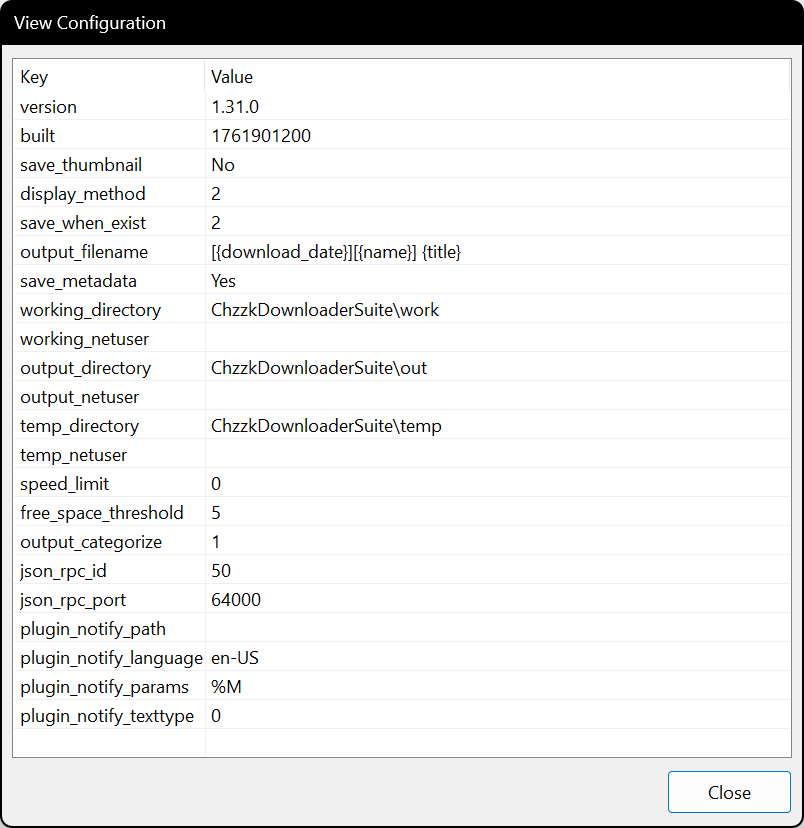 View Configuration
Key Value
version 1.31.0
built 1761901200
save_thumbnail No
display_method 2
save_when_exist 2
output_filename [{download_date}][{name}] {title}
save_metadata Yes
working_directory ChzzkDownloaderSuite\work
working_netuser
output_directory ChzzkDownloaderSuite\out
output_netuser
temp_directory ChzzkDownloaderSuite\temp
temp_netuser
speed_limit 0
free_space_threshold 5
output_categorize 1
json_rpc_id 50
json_rpc_port 64000
plugin_notify_path
plugin_notify_language en-US
plugin_notify_params %M
plugin_notify_texttype 0
Close